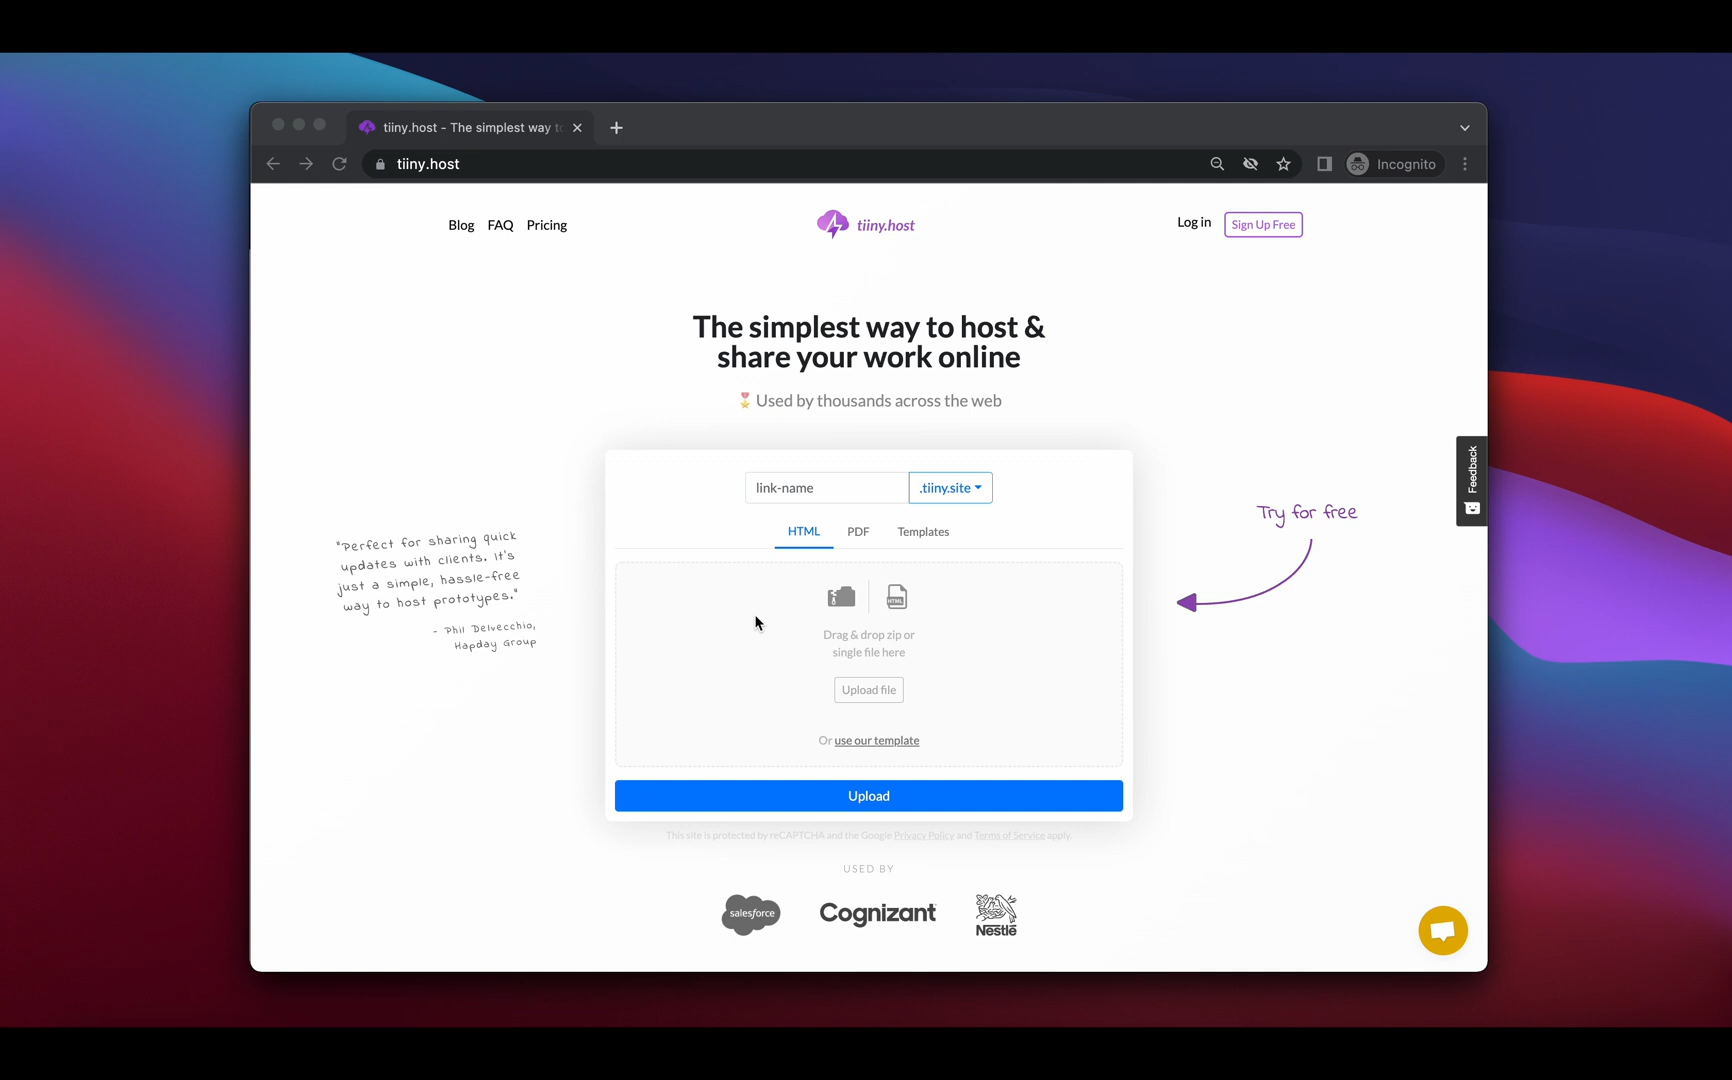 tiiny.host - The simplest way to
tiiny.host
Incognito
Blog FAQ Pricing
tiiny.host
Log in
Sign Up Free
The simplest way to host &
share your work online
Used by thousands across the web
link-name
.tiiny.site
HTML PDF Templates
"Perfect for sharing quick
updates with clients. It's
just a simple, hassle-free
way to host prototypes."
- Phil Delvecchio,
Hapday Group
HTML
Drag & drop zip or
single file here
Upload file
Or use our template
Upload
Try for free
Feedback
This site is protected by reCAPTCHA and the Google Privacy Policy and Terms of Service apply.
USED BY
salesforce
Cognizant
Nestlé